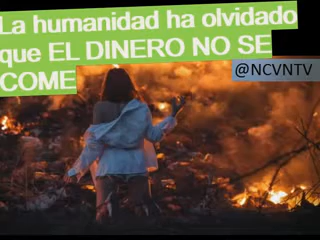 La humanidad ha olvidado
que EL DINERO NO SE
COME
@NCVNTV